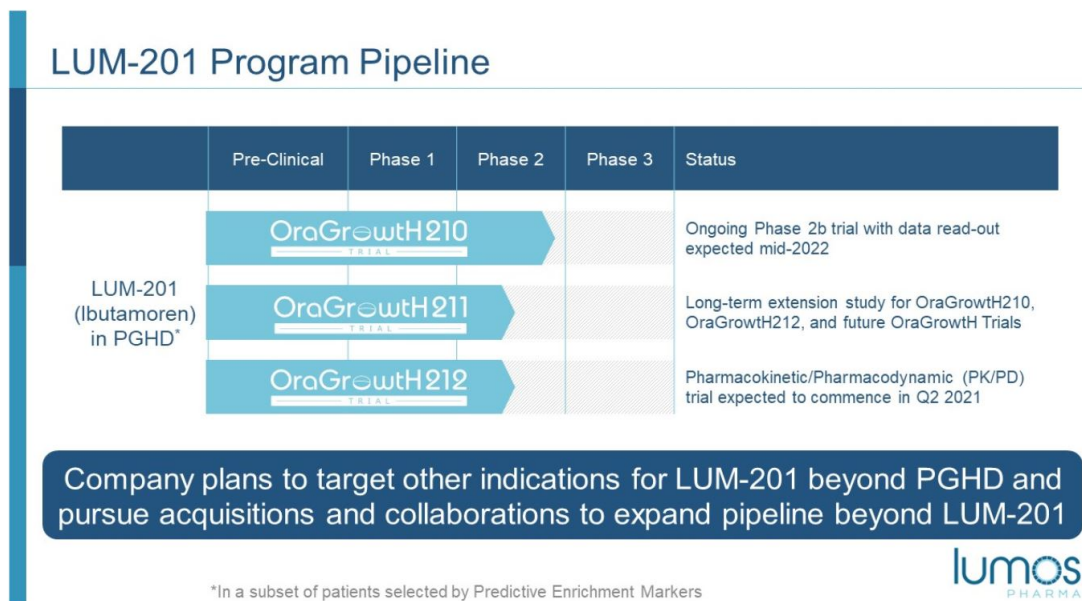 LUM-201 Program Pipeline
Pre-Clinical Phase 1 Phase 2 Phase 3 Status
OraGrowtH210
TRIAL
Ongoing Phase 2b trial with data read-out
expected mid-2022
LUM-201
(Ibutamoren)
in PGHD*
OraGrowtH211
TRIAL
Long-term extension study for OraGrowtH210,
OraGrowtH212, and future OraGrowtH Trials
OraGrowtH212
TRIAL
Pharmacokinetic/Pharmacodynamic (PK/PD)
trial expected to commence in Q2 2021
Company plans to target other indications for LUM-201 beyond PGHD and
pursue acquisitions and collaborations to expand pipeline beyond LUM-201
*In a subset of patients selected by Predictive Enrichment Markers
lumos
PHARMA